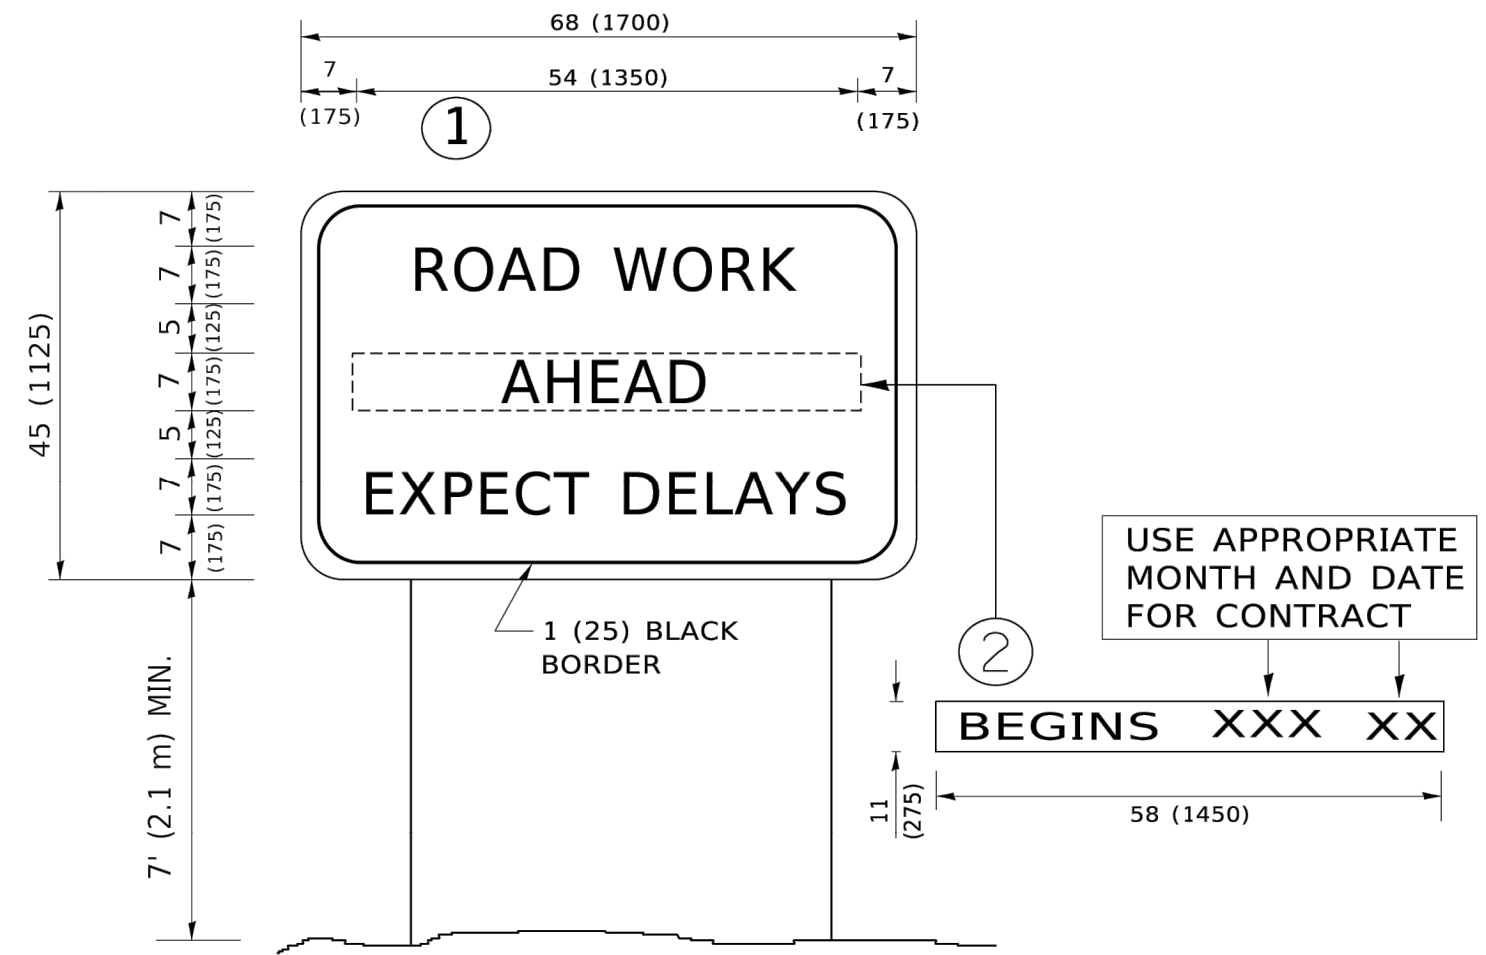 68 (1700)
7 54 (1350) 7
(175) (175)
1
45 (1125)
7 (175)
7 (175)
5 (125)
7 (175)
5 (125)
7 (175)
7 (175)
ROAD WORK
AHEAD
EXPECT DELAYS
1 (25) BLACK
BORDER
7' (2.1 m) MIN.
2
USE APPROPRIATE
MONTH AND DATE
FOR CONTRACT
BEGINS XXX XX
11
(275)
58 (1450)